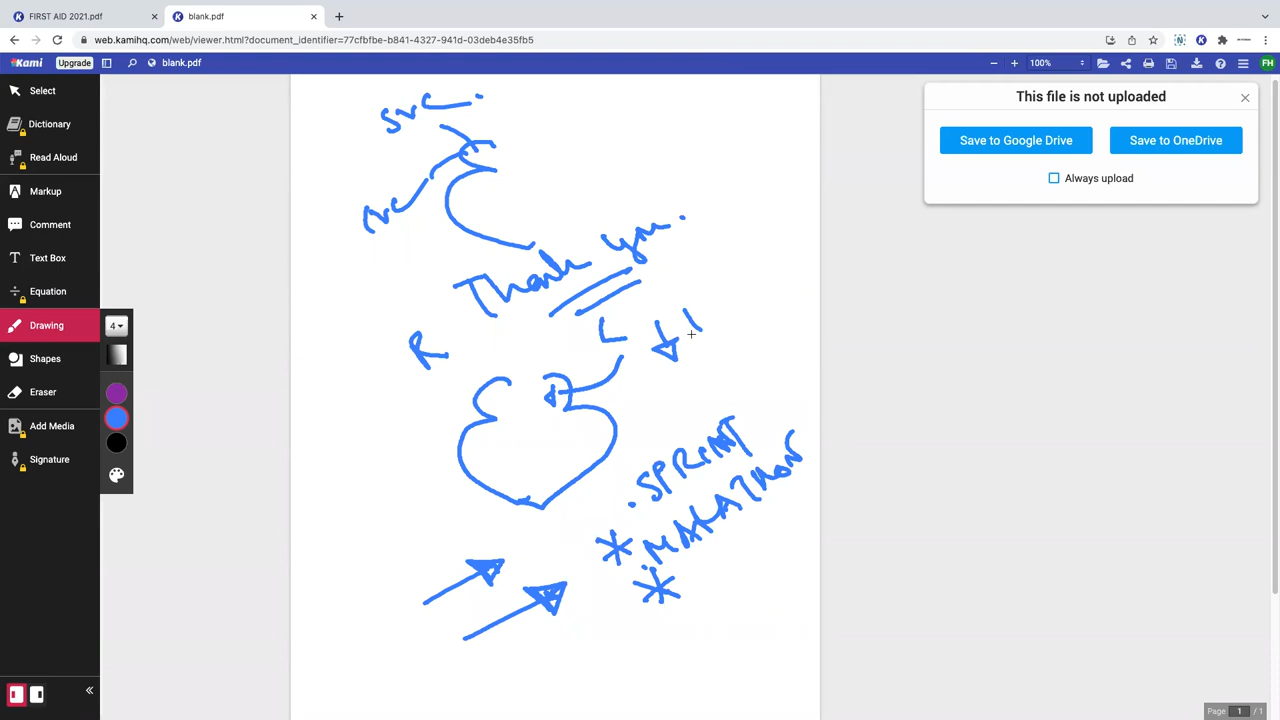 FIRST AID 2021.pdf
blank.pdf
web.kamihq.com/web/viewer.html?document_identifier=77cfbfbe-b841-4327-941d-03deb4e35fb5
Kami
Upgrade
blank.pdf
100%
FH
Select
Dictionary
Read Aloud
Markup
Comment
Text Box
Equation
Drawing
4
Shapes
Eraser
Add Media
Signature
This file is not uploaded
Save to Google Drive
Save to OneDrive
Always upload
SVC.
Thank You.
R
L
. SPRINT
* . MARATHON
*
Page 1 / 1